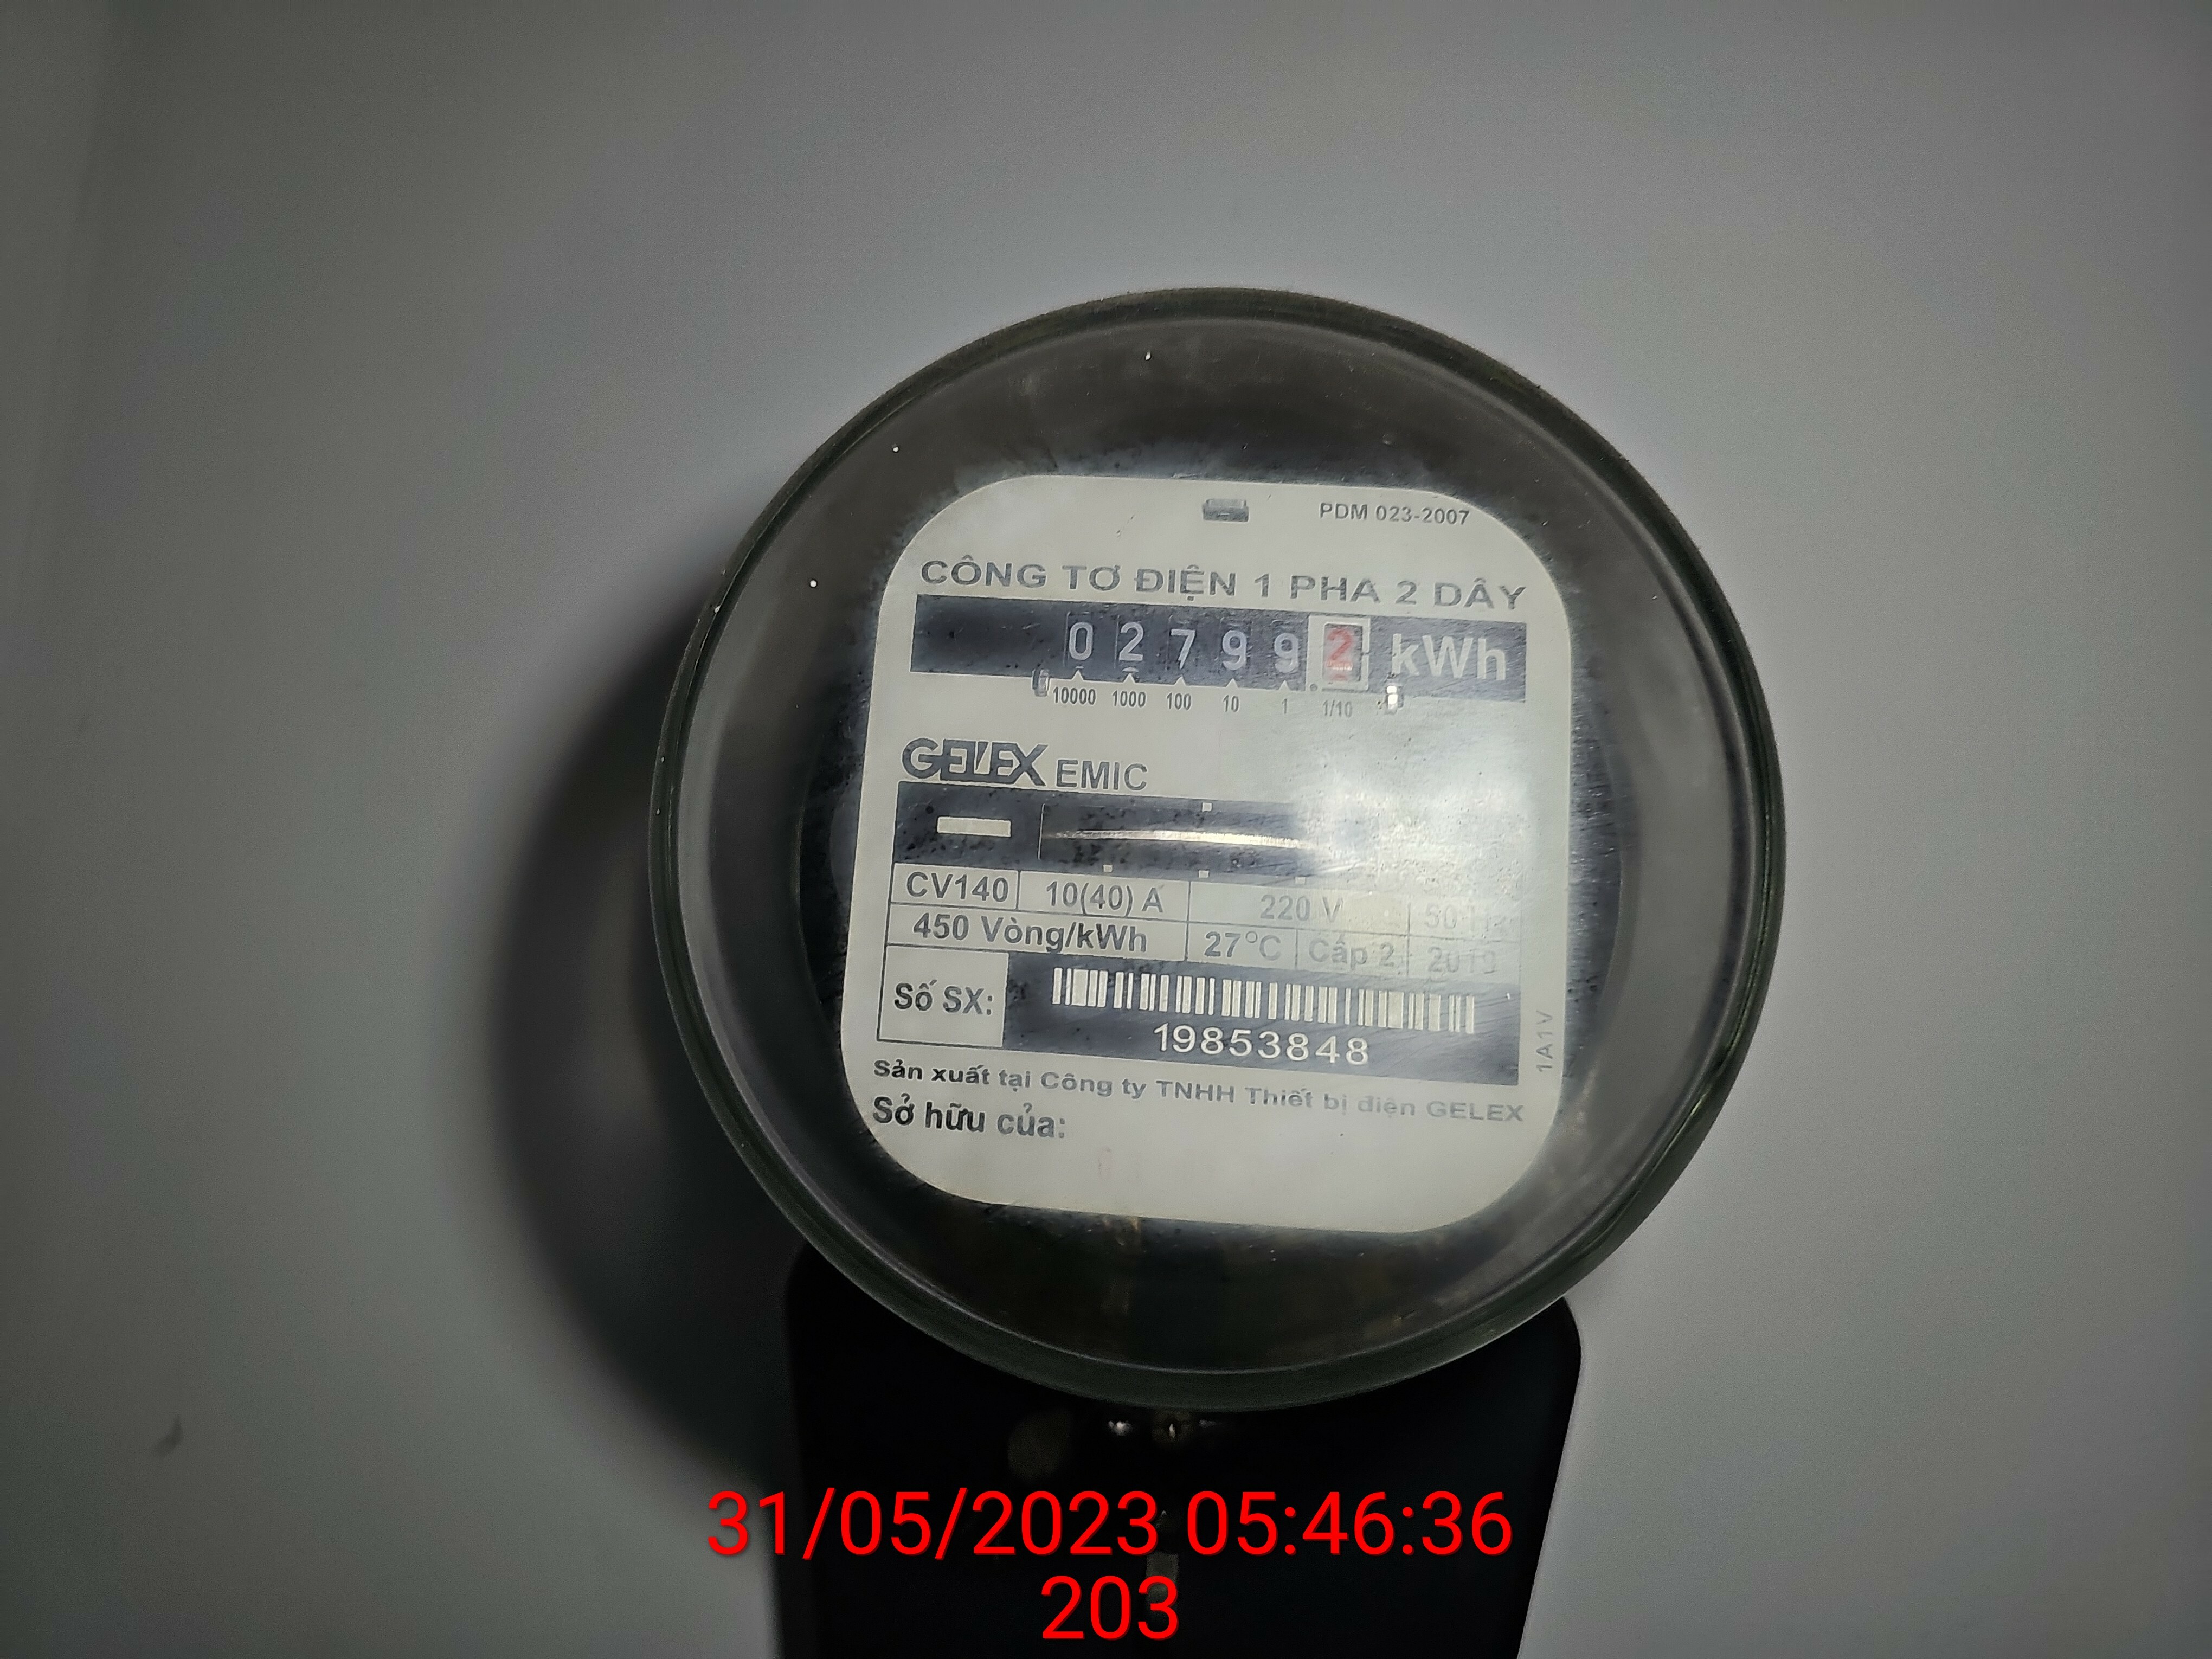 PDM 023-2007
CÔNG TƠ ĐIỆN 1 PHA 2 DÂY
0 2 7 9 9 2 kWh
10000 1000 100 10 1 1/10
GELEX EMIC
CV140 10(40) A 220 V 50 Hz
450 Vòng/kWh 27°C Cấp 2 2019
Số SX:
19853848
1A1V
Sản xuất tại Công ty TNHH Thiết bị điện GELEX
Sở hữu của:
31/05/2023 05:46:36
203